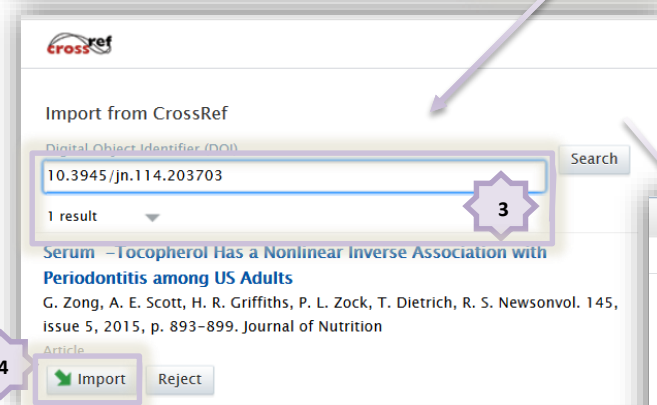 crossref
Import from CrossRef
Digital Object Identifier (DOI)
Search
10.3945/jn.114.203703
1 result
3
Serum –Tocopherol Has a Nonlinear Inverse Association with
Periodontitis among US Adults
G. Zong, A. E. Scott, H. R. Griffiths, P. L. Zock, T. Dietrich, R. S. Newsonvol. 145,
issue 5, 2015, p. 893–899. Journal of Nutrition
Article
4
Import Reject